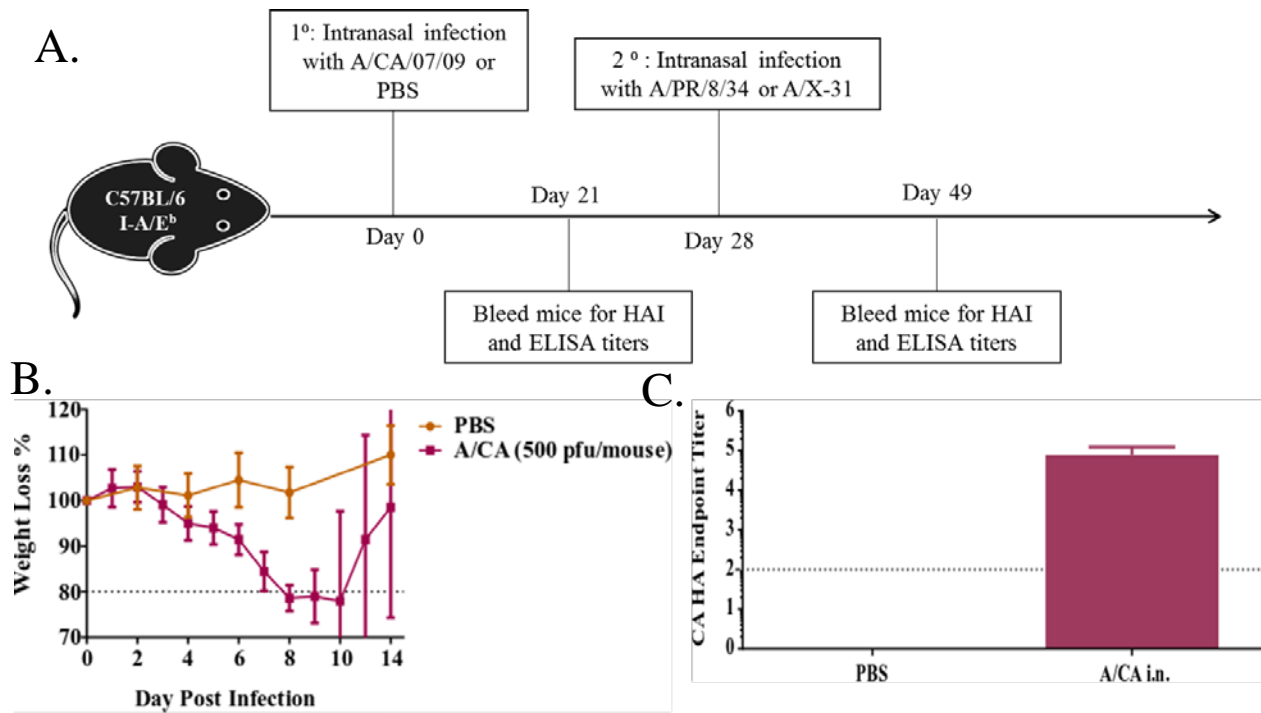 A.
1º: Intranasal infection
with A/CA/07/09 or
PBS
2 º : Intranasal infection
with A/PR/8/34 or A/X-31
C57BL/6
I-A/Eᵇ
Day 0
Day 21
Day 28
Day 49
Bleed mice for HAI
and ELISA titers
Bleed mice for HAI
and ELISA titers
B.
Weight Loss %
120
110
100
90
80
70
0 2 4 6 8 10 14
Day Post Infection
PBS
A/CA (500 pfu/mouse)
C.
CA HA Endpoint Titer
6
5
4
3
2
1
0
PBS A/CA i.n.